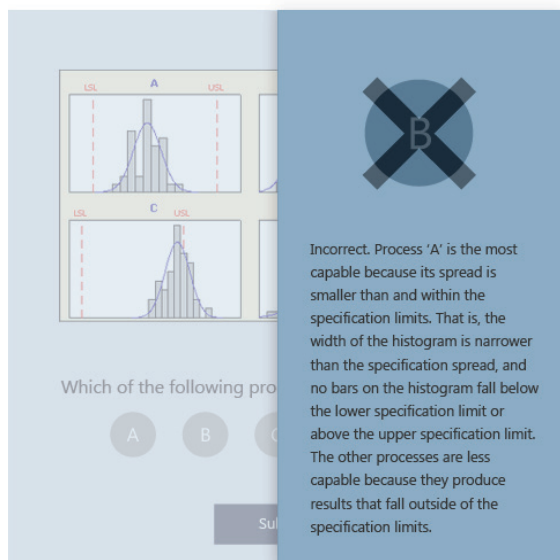 A
LSL
USL
C
LSL
USL
Which of the following pro
A
B
C
Su
B
Incorrect. Process ‘A’ is the most
capable because its spread is
smaller than and within the
specification limits. That is, the
width of the histogram is narrower
than the specification spread, and
no bars on the histogram fall below
the lower specification limit or
above the upper specification limit.
The other processes are less
capable because they produce
results that fall outside of the
specification limits.